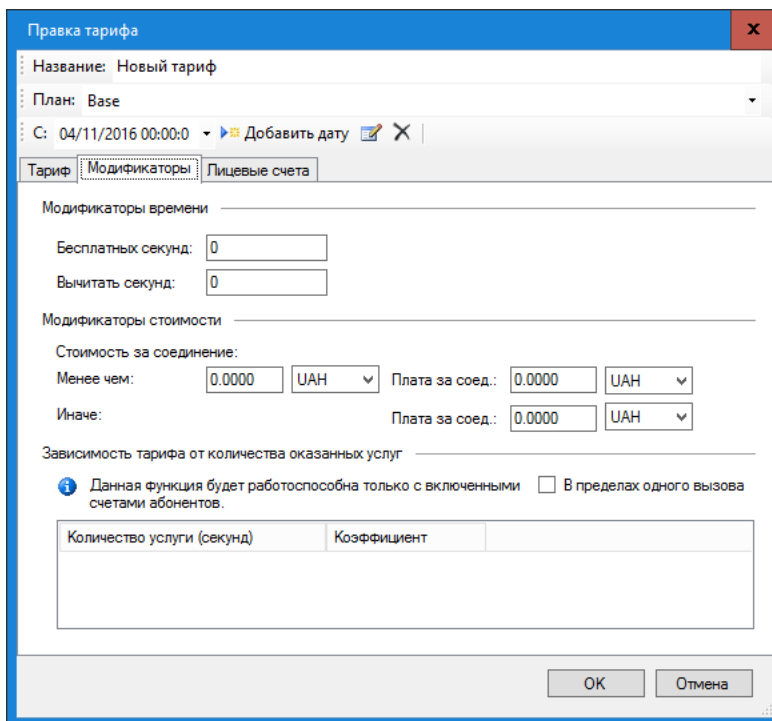 Правка тарифа
Название: Новый тариф
План: Base
С: 04/11/2016 00:00:0 Добавить дату
Тариф Модификаторы Лицевые счета
Модификаторы времени
Бесплатных секунд: 0
Вычитать секунд: 0
Модификаторы стоимости
Стоимость за соединение:
Менее чем: 0.0000 UAH Плата за соед.: 0.0000 UAH
Иначе: Плата за соед.: 0.0000 UAH
Зависимость тарифа от количества оказанных услуг
Данная функция будет работоспособна только с включенными В пределах одного вызова
счетами абонентов.
Количество услуги (секунд) Коэффициент
OK Отмена